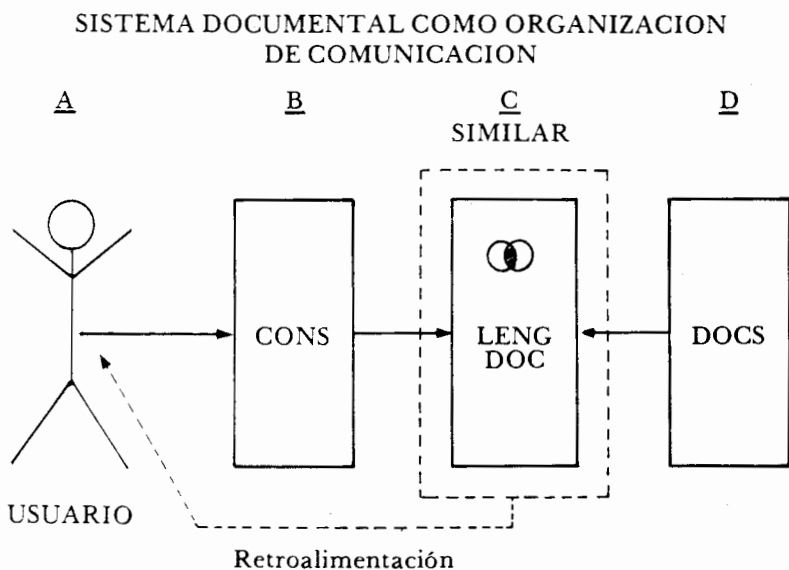 SISTEMA DOCUMENTAL COMO ORGANIZACION
DE COMUNICACION
A B C D
SIMILAR
CONS LENG DOCS
DOC
USUARIO
Retroalimentación